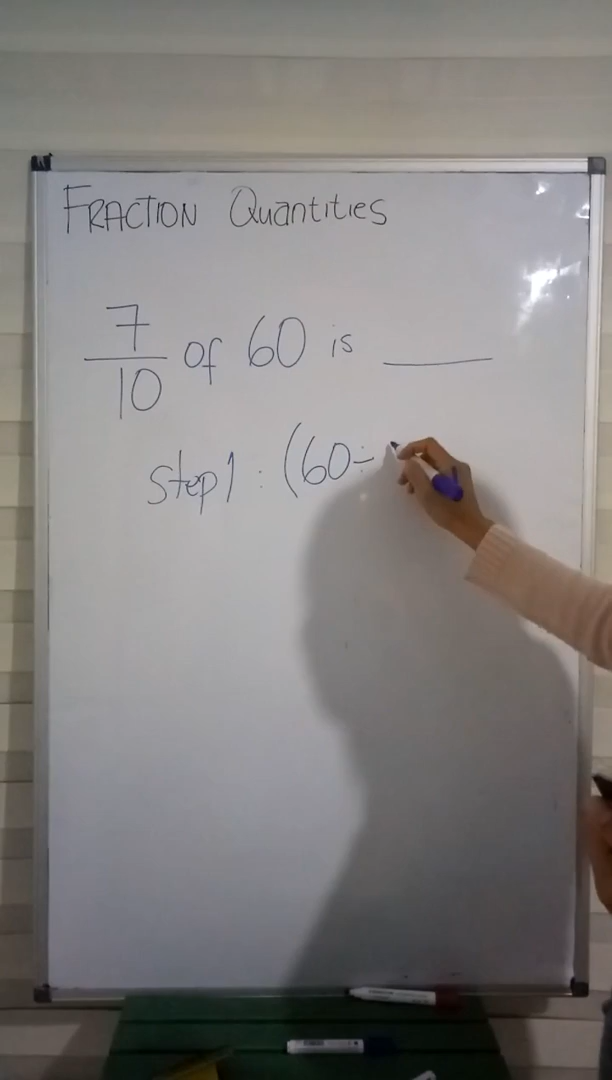 FRACTION Quantities
7/10 of 60 is ____
step 1 : (60÷